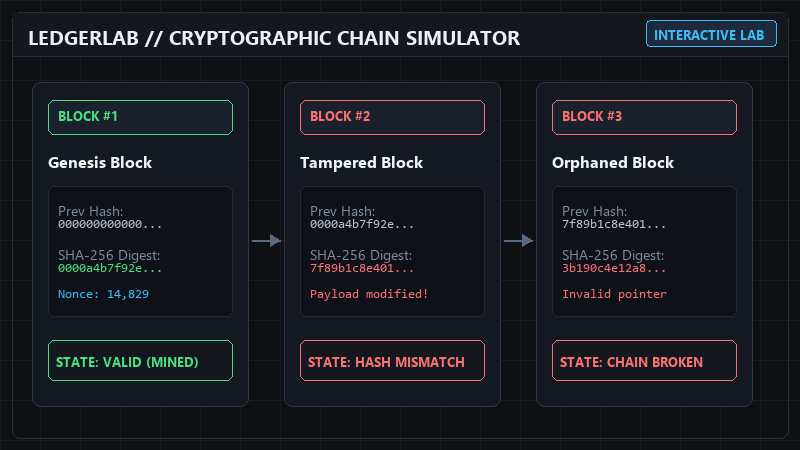 LEDGERLAB // CRYPTOGRAPHIC CHAIN SIMULATOR
INTERACTIVE LAB
BLOCK #1
Genesis Block
Prev Hash:
000000000000...
SHA-256 Digest:
0000a4b7f92e...
Nonce: 14,829
STATE: VALID (MINED)
BLOCK #2
Tampered Block
Prev Hash:
0000a4b7f92e...
SHA-256 Digest:
7f89b1c8e401...
Payload modified!
STATE: HASH MISMATCH
BLOCK #3
Orphaned Block
Prev Hash:
7f89b1c8e401...
SHA-256 Digest:
3b190c4e12a8...
Invalid pointer
STATE: CHAIN BROKEN